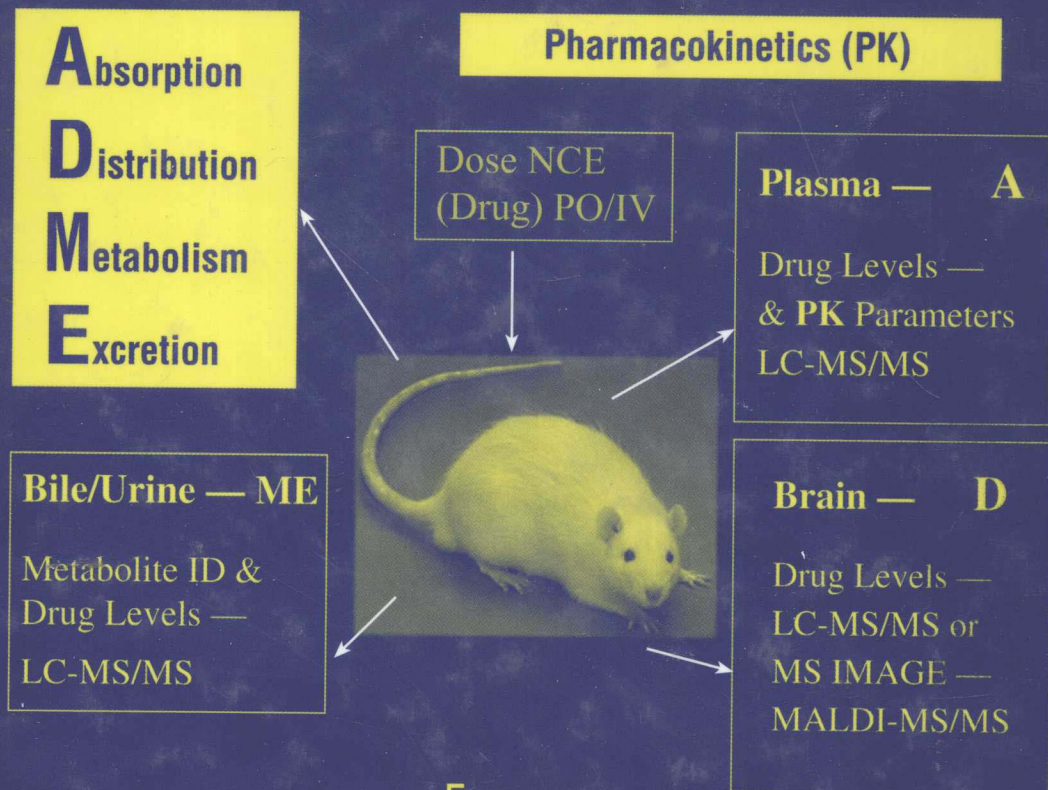 Absorption
Distribution
Metabolism
Excretion
Pharmacokinetics (PK)
Dose NCE
(Drug) PO/IV
Plasma — A
Drug Levels —
& PK Parameters
LC-MS/MS
Bile/Urine — ME
Metabolite ID &
Drug Levels —
LC-MS/MS
Brain — D
Drug Levels —
LC-MS/MS or
MS IMAGE —
MALDI-MS/MS